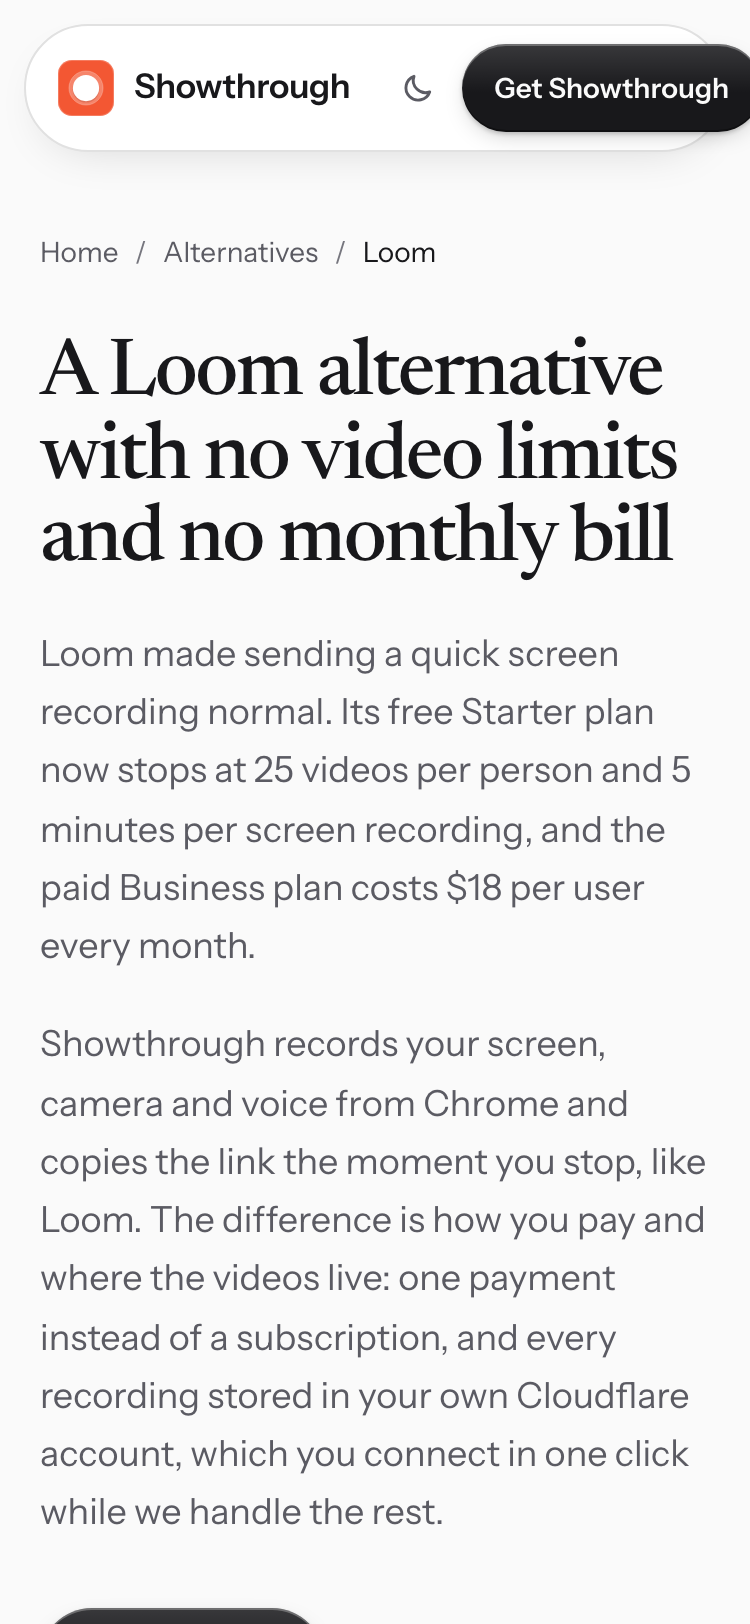 Showthrough
Get Showthrough
Home / Alternatives / Loom
A Loom alternative
with no video limits
and no monthly bill
Loom made sending a quick screen
recording normal. Its free Starter plan
now stops at 25 videos per person and 5
minutes per screen recording, and the
paid Business plan costs $18 per user
every month.
Showthrough records your screen,
camera and voice from Chrome and
copies the link the moment you stop, like
Loom. The difference is how you pay and
where the videos live: one payment
instead of a subscription, and every
recording stored in your own Cloudflare
account, which you connect in one click
while we handle the rest.